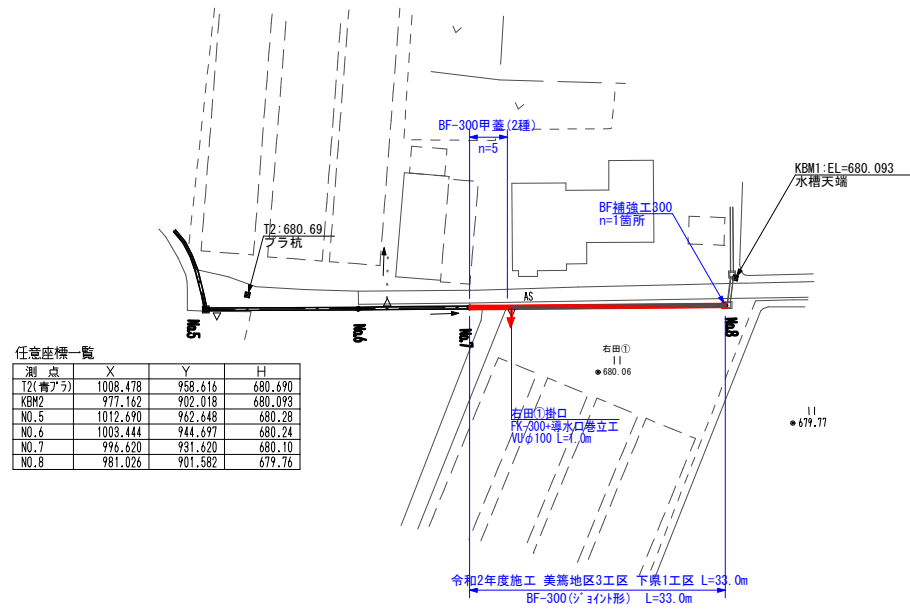 BF-300甲蓋(2種)
n=5
KBM1:EL=680.093
水槽天端
BF補強工300
n=1箇所
T2:680.69
プラ杭
AS
No.5
No.6
No.7
No.8
右田①
680.06
679.77
右田①掛口
FK-300+導水口巻立工
VUφ100 L=1.0m
任意座標一覧
測 点 X Y H
T2(青プラ) 1008.478 958.616 680.690
KBM2 977.162 902.018 680.093
NO.5 1012.690 962.648 680.28
NO.6 1003.444 944.697 680.24
NO.7 996.620 931.620 680.10
NO.8 981.026 901.582 679.76
令和2年度施工 美篶地区3工区 下県1工区 L=33.0m
BF-300(ジョイント形) L=33.0m